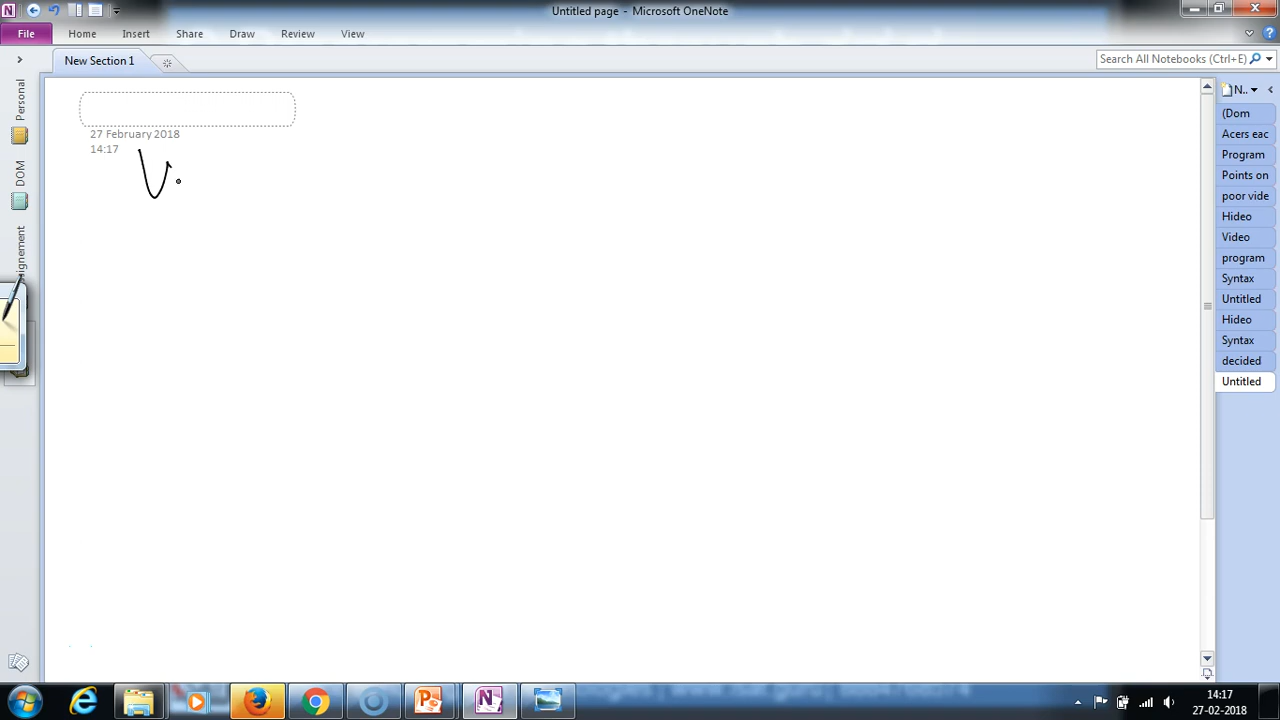 Untitled page - Microsoft OneNote
File Home Insert Share Draw Review View
New Section 1
Search All Notebooks (Ctrl+E)
27 February 2018
14:17
V
Personal
DOM
ignement
N..
(Dom
Acers eac
Program
Points on
poor vide
Hideo
Video
program
Syntax
Untitled
Hideo
Syntax
decided
Untitled
14:17
27-02-2018